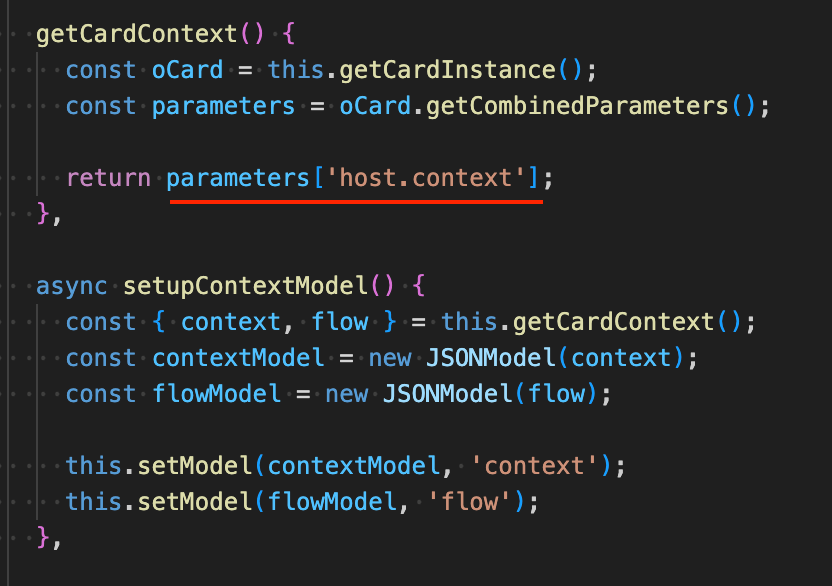 getCardContext() {
const oCard = this.getCardInstance();
const parameters = oCard.getCombinedParameters();
return parameters['host.context'];
},
async setupContextModel() {
const { context, flow } = this.getCardContext();
const contextModel = new JSONModel(context);
const flowModel = new JSONModel(flow);
this.setModel(contextModel, 'context');
this.setModel(flowModel, 'flow');
},